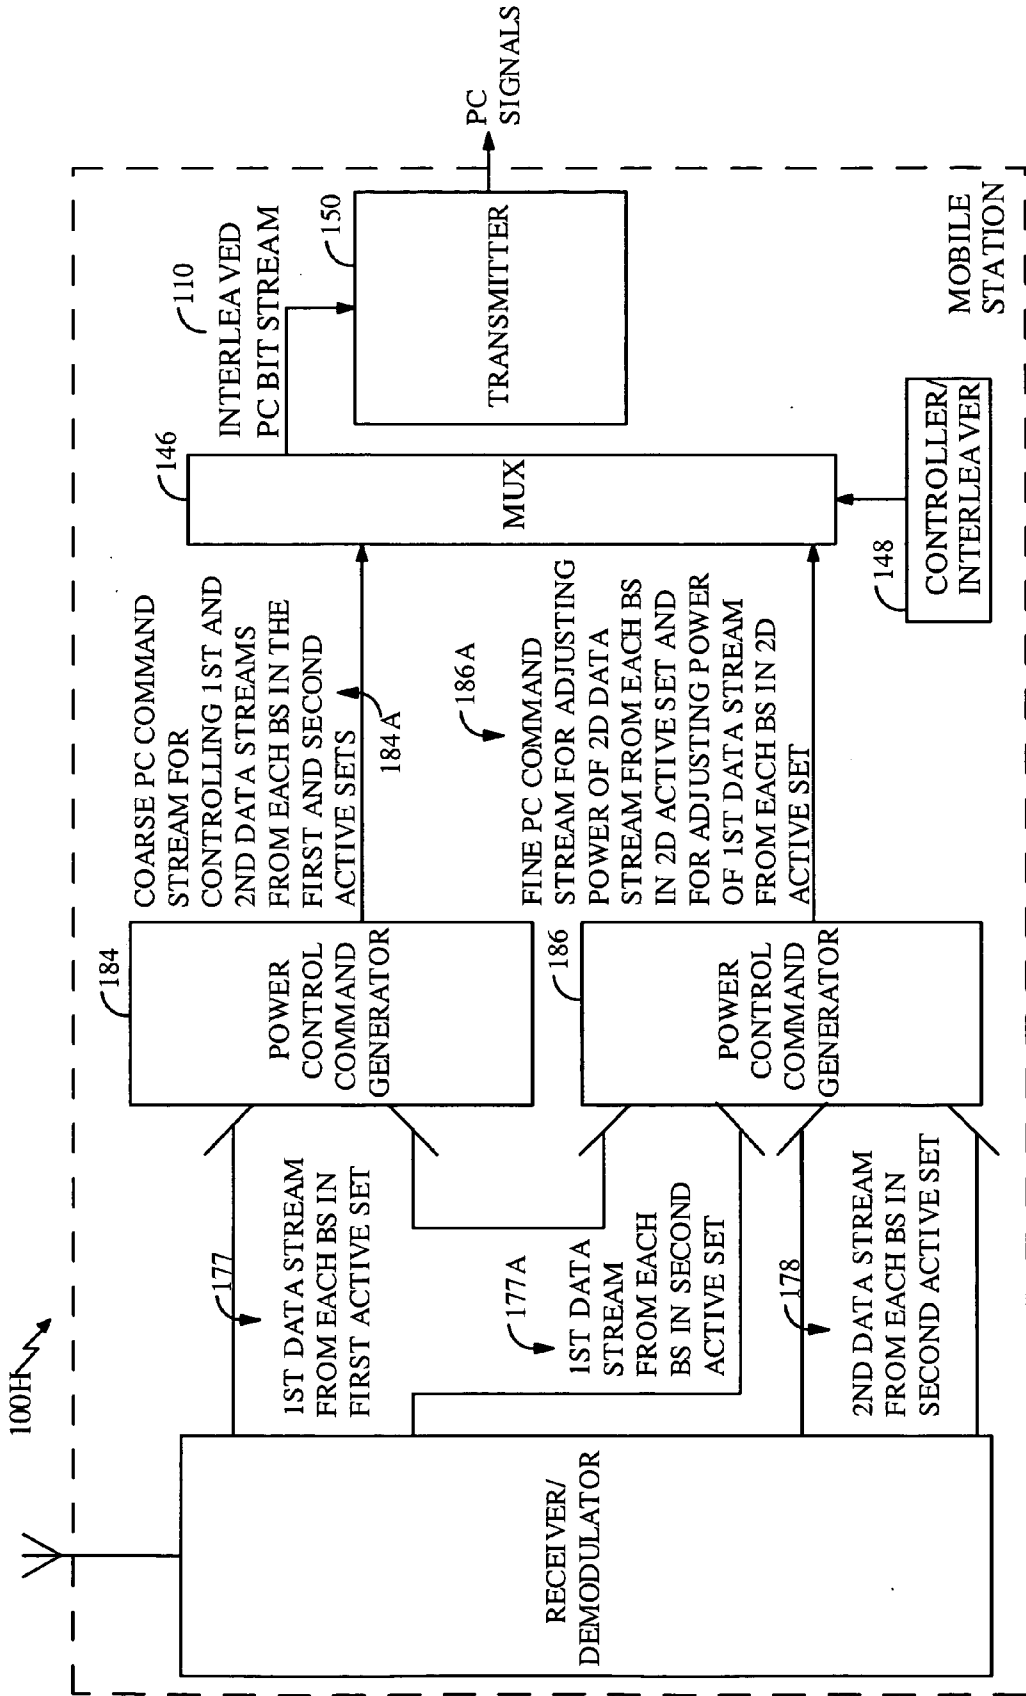 100H
RECEIVER/
DEMODULATOR
177
1ST DATA STREAM
FROM EACH BS IN
FIRST ACTIVE SET
177A
1ST DATA
STREAM
FROM EACH
BS IN SECOND
ACTIVE SET
178
2ND DATA STREAM
FROM EACH BS IN
SECOND ACTIVE SET
184
POWER
CONTROL
COMMAND
GENERATOR
186
POWER
CONTROL
COMMAND
GENERATOR
COARSE PC COMMAND
STREAM FOR
CONTROLLING 1ST AND
2ND DATA STREAMS
FROM EACH BS IN THE
FIRST AND SECOND
ACTIVE SETS
184A
186A
FINE PC COMMAND
STREAM FOR ADJUSTING
POWER OF 2D DATA
STREAM FROM EACH BS
IN 2D ACTIVE SET AND
FOR ADJUSTING POWER
OF 1ST DATA STREAM
FROM EACH BS IN 2D
ACTIVE SET
146
MUX
148
CONTROLLER/
INTERLEAVER
110
INTERLEAVED
PC BIT STREAM
150
TRANSMITTER
PC
SIGNALS
MOBILE
STATION